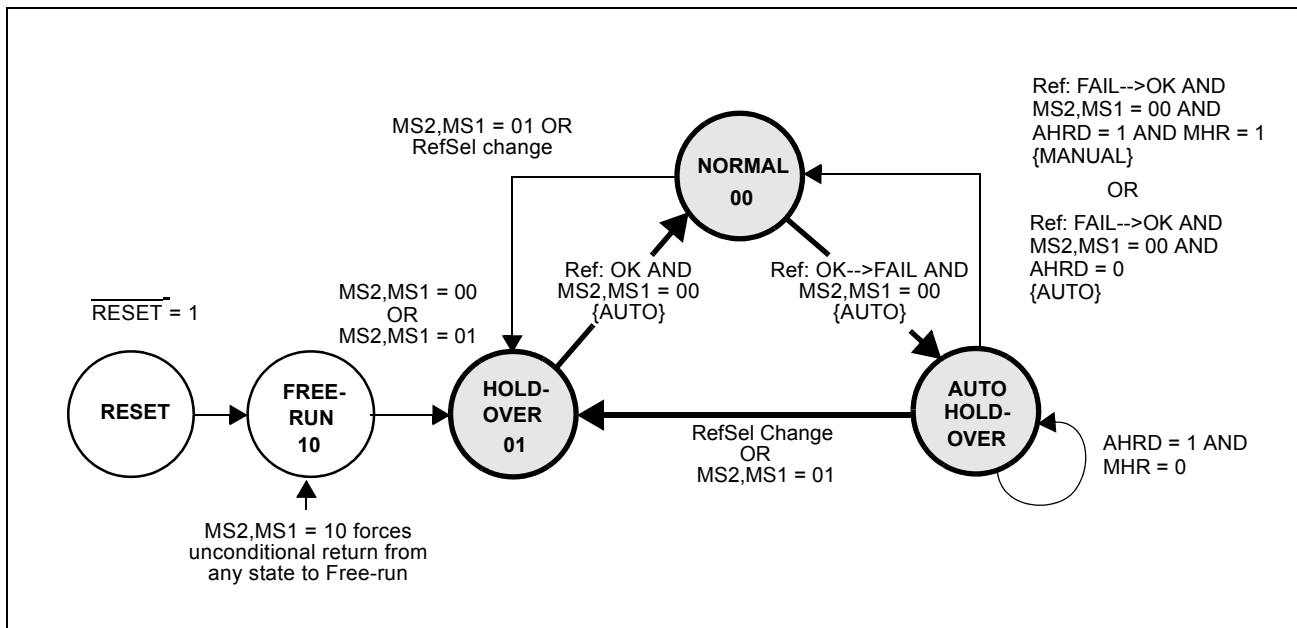 Ref: FAIL-->OK AND
MS2,MS1 = 00 AND
AHRD = 1 AND MHR = 1
{MANUAL}
OR
Ref: FAIL-->OK AND
MS2,MS1 = 00 AND
AHRD = 0
{AUTO}
MS2,MS1 = 01 OR
RefSel change
NORMAL
00
Ref: OK AND
MS2,MS1 = 00
{AUTO}
Ref: OK-->FAIL AND
MS2,MS1 = 00
{AUTO}
RESET = 1
MS2,MS1 = 00
OR
MS2,MS1 = 01
RESET
FREE-
RUN
10
HOLD-
OVER
01
AUTO
HOLD-
OVER
RefSel Change
OR
MS2,MS1 = 01
AHRD = 1 AND
MHR = 0
MS2,MS1 = 10 forces
unconditional return from
any state to Free-run